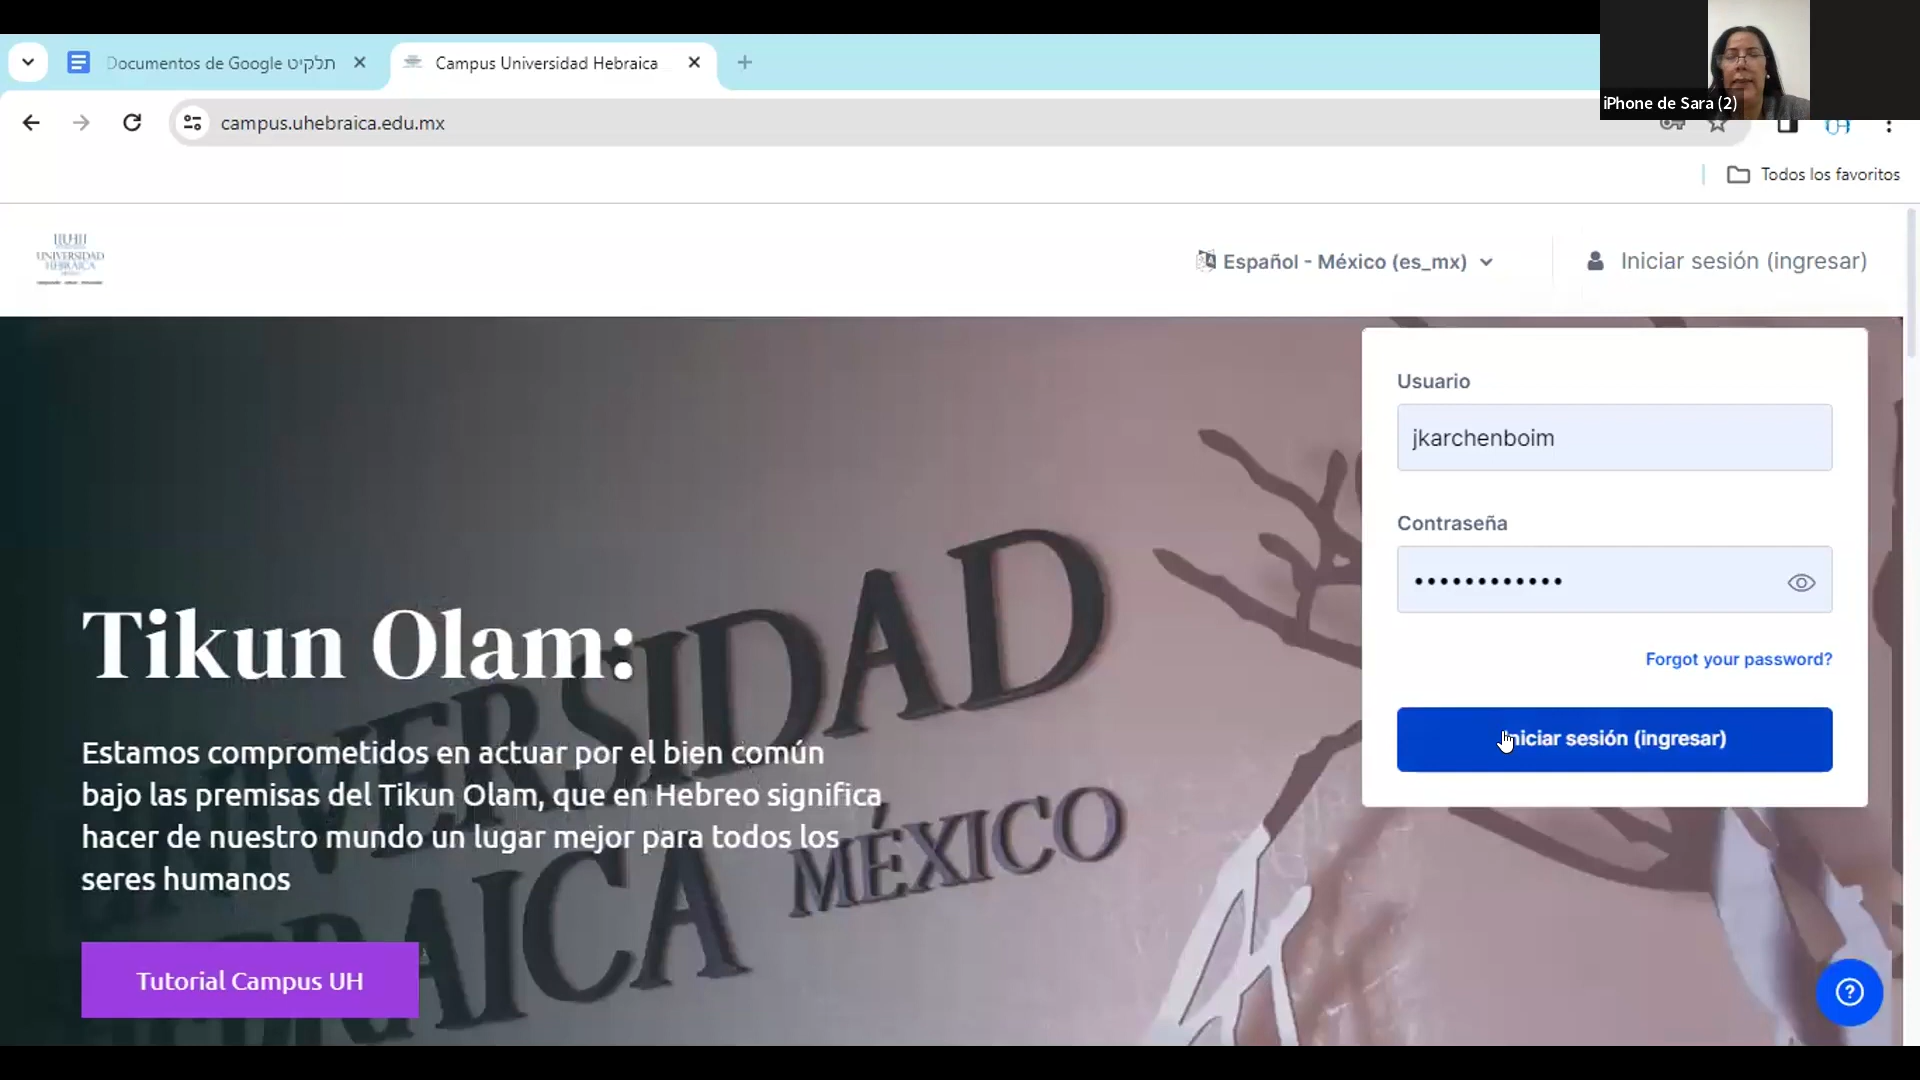 Documentos de Google תלקיט
Campus Universidad Hebraica
iPhone de Sara (2)
campus.uhebraica.edu.mx
Todos los favoritos
UNIVERSIDAD
HEBRAICA
Español - México (es_mx)
Iniciar sesión (ingresar)
Usuario
jkarchenboim
Contraseña
••••••••••••
Forgot your password?
Iniciar sesión (ingresar)
Tikun Olam:
Estamos comprometidos en actuar por el bien común
bajo las premisas del Tikun Olam, que en Hebreo significa
hacer de nuestro mundo un lugar mejor para todos los
seres humanos
Tutorial Campus UH
UNIVERSIDAD
HEBRAICA MÉXICO